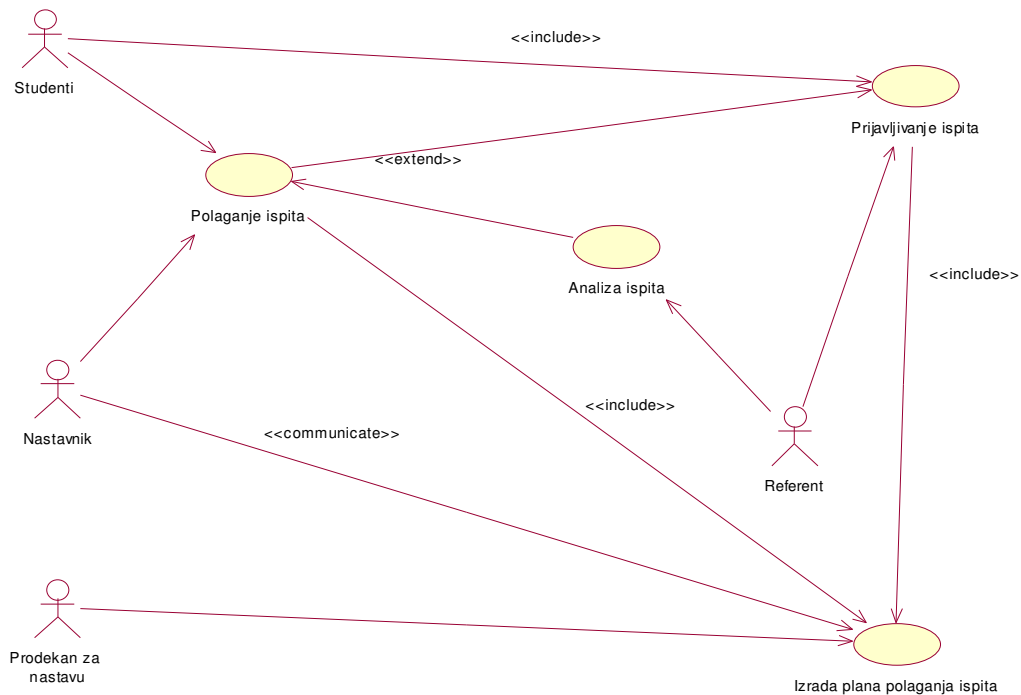 <<include>>
Studenti
Prijavljivanje ispita
<<extend>>
Polaganje ispita
<<include>>
Analiza ispita
<<include>>
<<communicate>>
Nastavnik
Referent
Prodekan za
nastavu
Izrada plana polaganja ispita